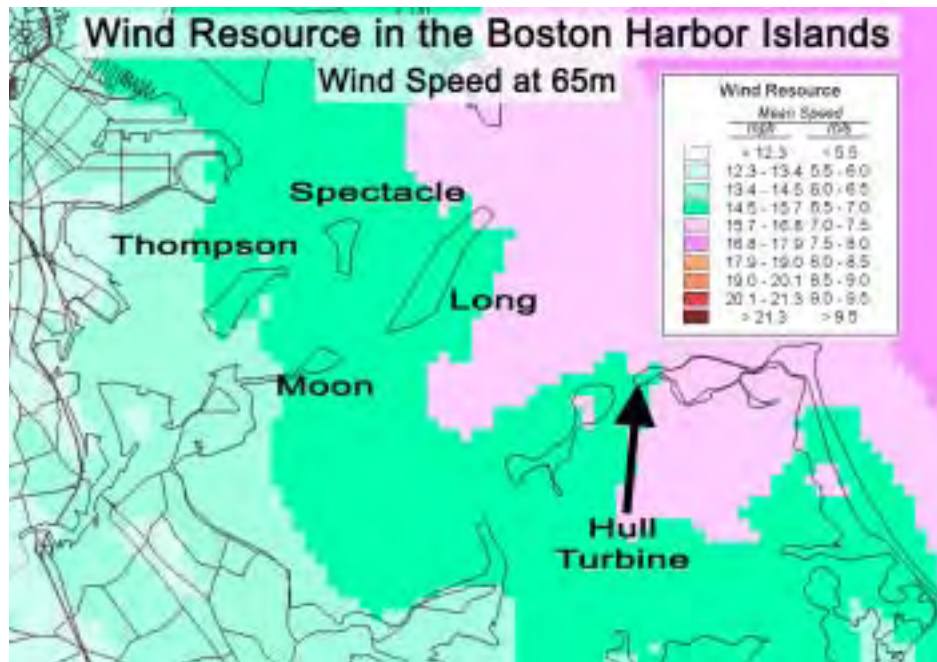 Wind Resource in the Boston Harbor Islands
Wind Speed at 65m
Wind Resource
Mean Speed
mph m/s
< 12.3 < 5.5
12.3 - 13.4 5.5 - 6.0
13.4 - 14.5 6.0 - 6.5
14.5 - 15.7 6.5 - 7.0
15.7 - 16.8 7.0 - 7.5
16.8 - 17.9 7.5 - 8.0
17.9 - 19.0 8.0 - 8.5
19.0 - 20.1 8.5 - 9.0
20.1 - 21.3 9.0 - 9.5
> 21.3 > 9.5
Spectacle
Thompson
Long
Moon
Hull
Turbine